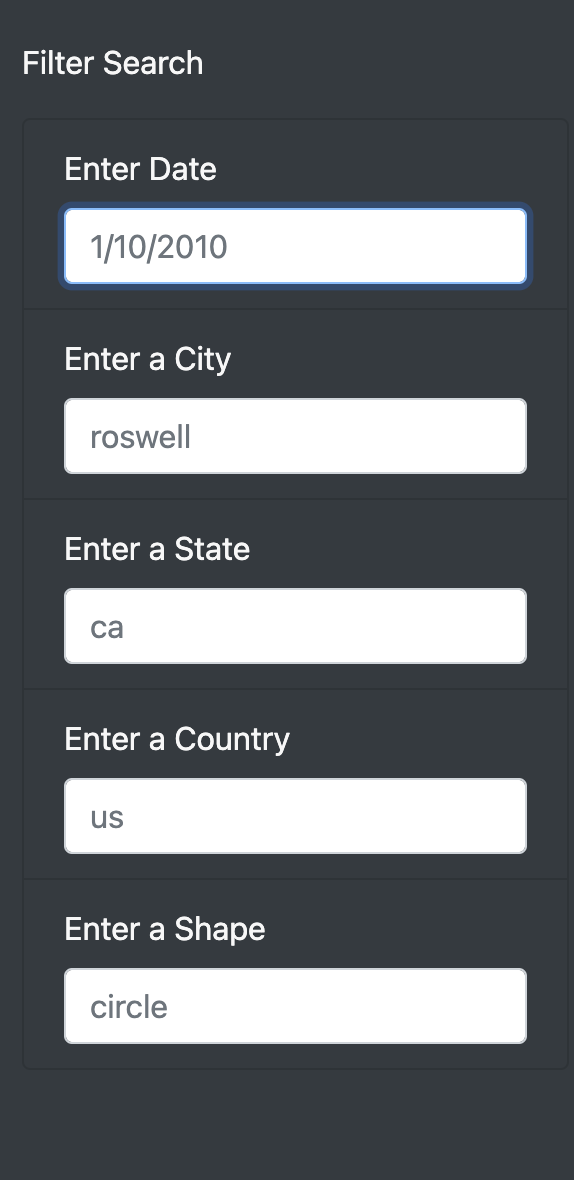 Filter Search
Enter Date
1/10/2010
Enter a City
roswell
Enter a State
ca
Enter a Country
us
Enter a Shape
circle